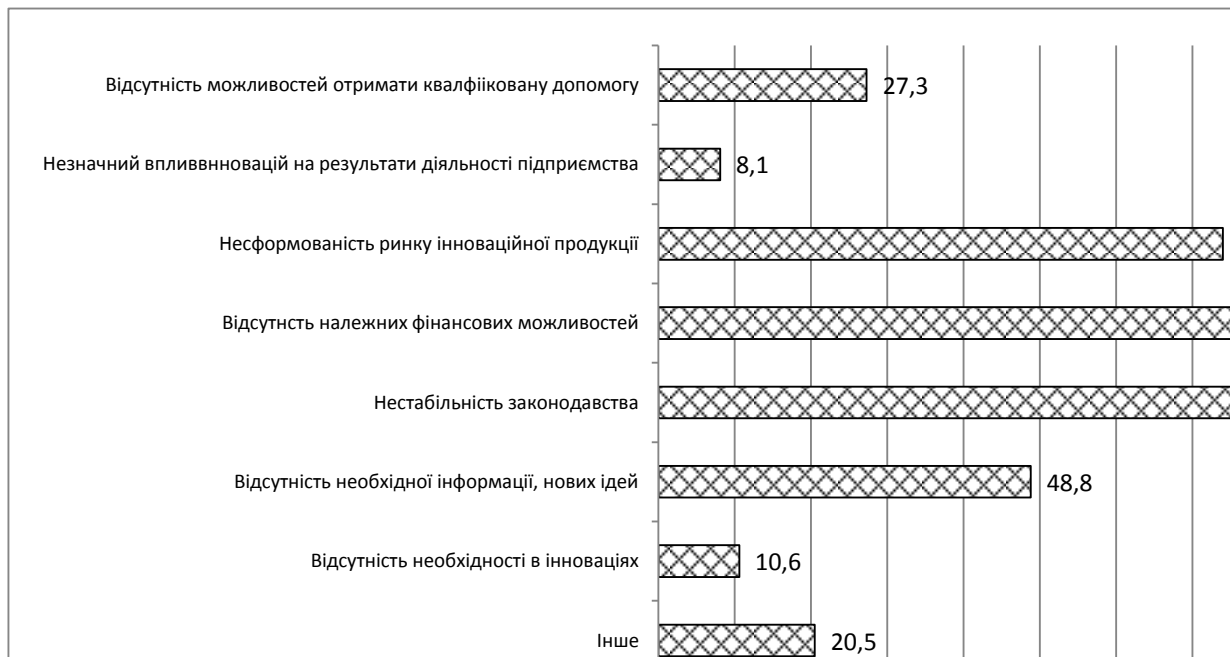 Відсутність можливостей отримати квалфііковану допомогу 27,3
Незначний впливвнновацій на результати діяльності підприємства 8,1
Несформованість ринку інноваційної продукції
Відсутнсть належних фінансових можливостей
Нестабільність законодавства
Відсутність необхідної інформації, нових ідей 48,8
Відсутність необхідності в інноваціях 10,6
Інше 20,5